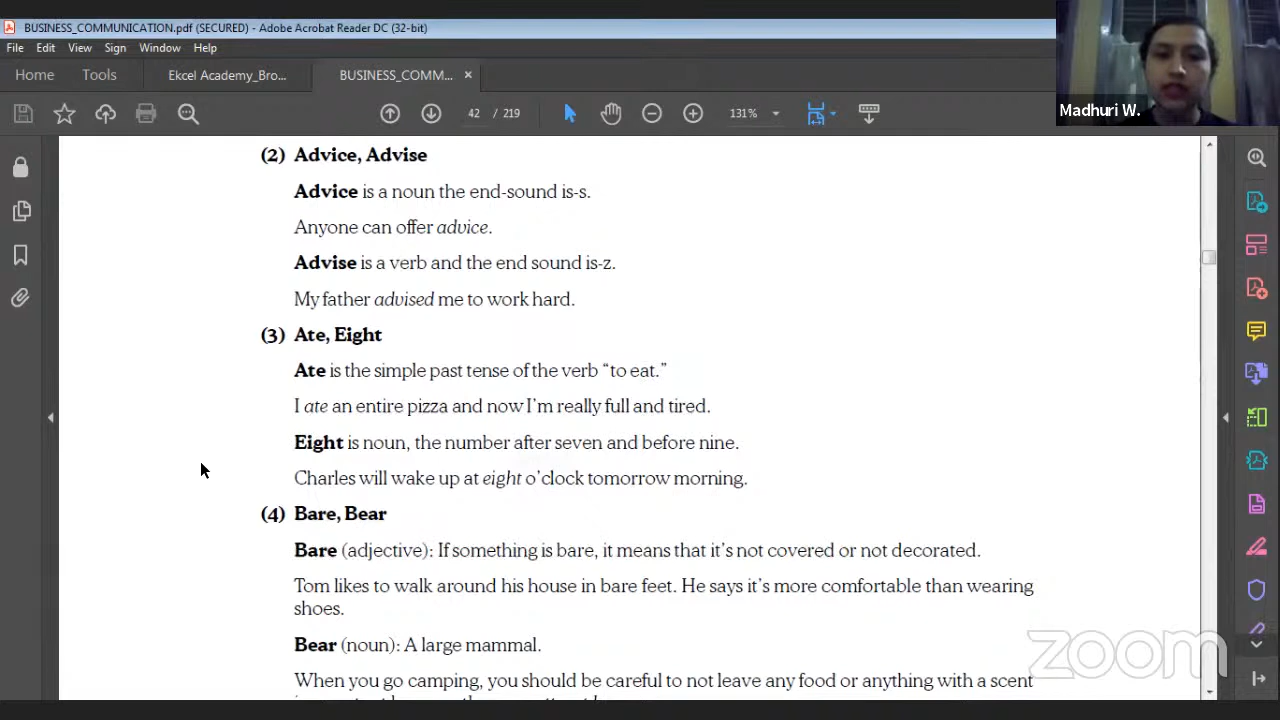 BUSINESS_COMMUNICATION.pdf (SECURED) - Adobe Acrobat Reader DC (32-bit)
File Edit View Sign Window Help
Home Tools Ekcel Academy_Bro... BUSINESS_COMM... ×
42 / 219 131%
Madhuri W.
(2) Advice, Advise
Advice is a noun the end-sound is-s.
Anyone can offer advice.
Advise is a verb and the end sound is-z.
My father advised me to work hard.
(3) Ate, Eight
Ate is the simple past tense of the verb “to eat.”
I ate an entire pizza and now I’m really full and tired.
Eight is noun, the number after seven and before nine.
Charles will wake up at eight o’clock tomorrow morning.
(4) Bare, Bear
Bare (adjective): If something is bare, it means that it’s not covered or not decorated.
Tom likes to walk around his house in bare feet. He says it’s more comfortable than wearing
shoes.
Bear (noun): A large mammal.
When you go camping, you should be careful to not leave any food or anything with a scent
zoom